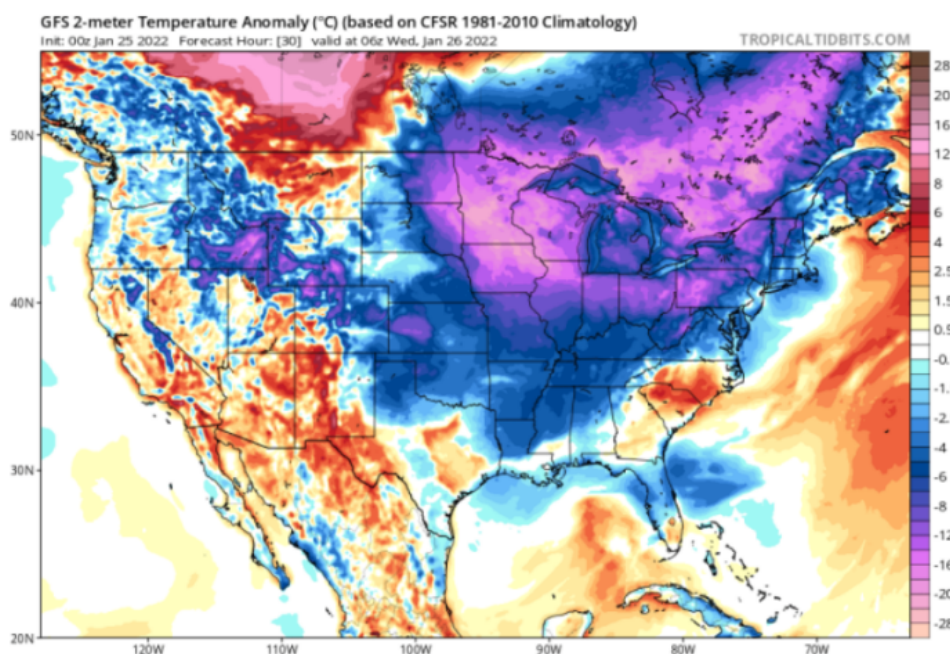 GFS 2-meter Temperature Anomaly (°C) (based on CFSR 1981-2010 Climatology)
Init: 00z Jan 25 2022 Forecast Hour: [30] valid at 06z Wed, Jan 26 2022 TROPICALTIDBITS.COM
28
20
16
12
8
6
4
2.5
1.5
0.5
-0.
-1.
-2.
-4
-6
-8
-12
-16
-20
-28
50N
40N
30N
20N
120W
110W
100W
90W
80W
70W